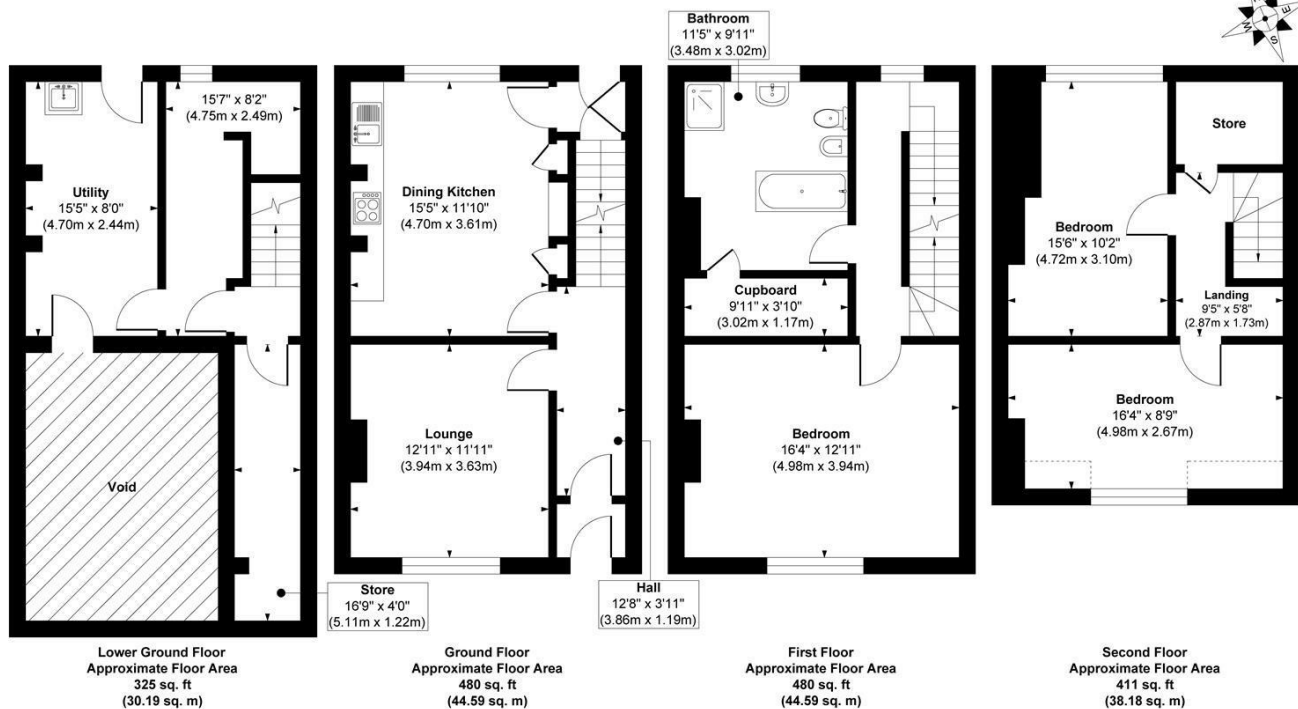 Bathroom
11'5" x 9'11"
(3.48m x 3.02m)
W
E
S
15'7" x 8'2"
(4.75m x 2.49m)
Utility
15'5" x 8'0"
(4.70m x 2.44m)
Void
Store
16'9" x 4'0"
(5.11m x 1.22m)
Dining Kitchen
15'5" x 11'10"
(4.70m x 3.61m)
Lounge
12'11" x 11'11"
(3.94m x 3.63m)
Hall
12'8" x 3'11"
(3.86m x 1.19m)
Cupboard
9'11" x 3'10"
(3.02m x 1.17m)
Bedroom
16'4" x 12'11"
(4.98m x 3.94m)
Store
Bedroom
15'6" x 10'2"
(4.72m x 3.10m)
Landing
9'5" x 5'8"
(2.87m x 1.73m)
Bedroom
16'4" x 8'9"
(4.98m x 2.67m)
Lower Ground Floor
Approximate Floor Area
325 sq. ft
(30.19 sq. m)
Ground Floor
Approximate Floor Area
480 sq. ft
(44.59 sq. m)
First Floor
Approximate Floor Area
480 sq. ft
(44.59 sq. m)
Second Floor
Approximate Floor Area
411 sq. ft
(38.18 sq. m)